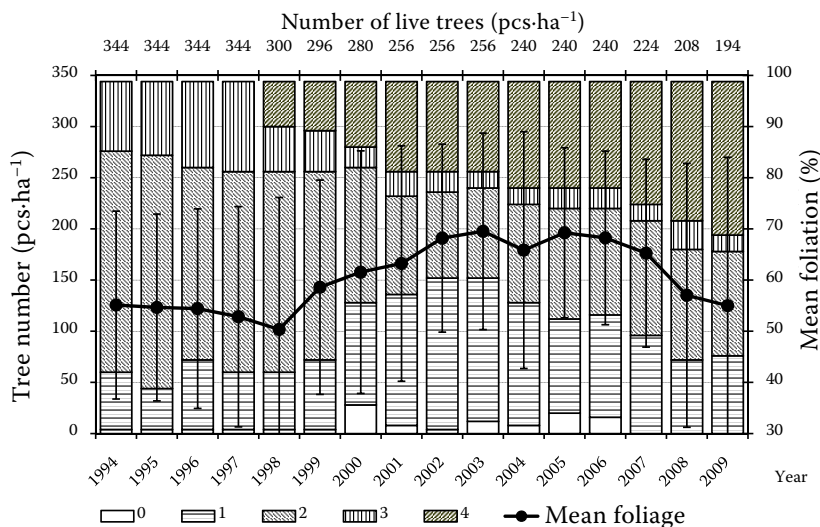 Number of live trees (pcs·ha⁻¹)
344 344 344 344 300 296 280 256 256 256 240 240 240 224 208 194
350 100
300 90
250 80
200 70
150 60
100 50
50 40
0 30
Tree number (pcs·ha⁻¹)
Mean foliation (%)
1994 1995 1996 1997 1998 1999 2000 2001 2002 2003 2004 2005 2006 2007 2008 2009 Year
0 1 2 3 4 Mean foliage